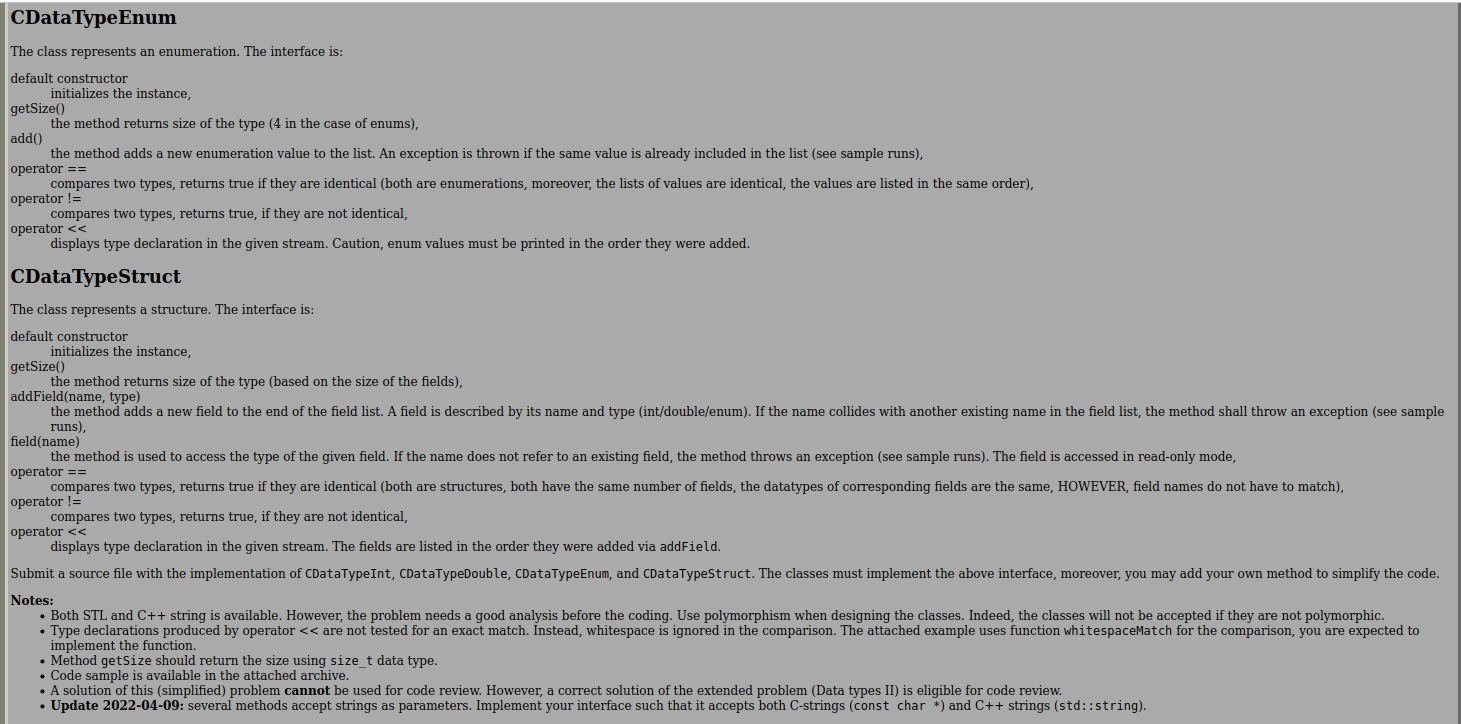 CDataTypeEnum
The class represents an enumeration. The interface is:
default constructor
initializes the instance,
getSize()
the method returns size of the type (4 in the case of enums),
add()
the method adds a new enumeration value to the list. An exception is thrown if the same value is already included in the list (see sample runs),
operator ==
compares two types, returns true if they are identical (both are enumerations, moreover, the lists of values are identical, the values are listed in the same order),
operator !=
compares two types, returns true, if they are not identical,
operator <<
displays type declaration in the given stream. Caution, enum values must be printed in the order they were added.
CDataTypeStruct
The class represents a structure. The interface is:
default constructor
initializes the instance,
getSize()
the method returns size of the type (based on the size of the fields),
addField(name, type)
the method adds a new field to the end of the field list. A field is described by its name and type (int/double/enum). If the name collides with another existing name in the field list, the method shall throw an exception (see sample
runs),
field(name)
the method is used to access the type of the given field. If the name does not refer to an existing field, the method throws an exception (see sample runs). The field is accessed in read-only mode,
operator ==
compares two types, returns true if they are identical (both are structures, both have the same number of fields, the datatypes of corresponding fields are the same, HOWEVER, field names do not have to match),
operator !=
compares two types, returns true, if they are not identical,
operator <<
displays type declaration in the given stream. The fields are listed in the order they were added via addField.
Submit a source file with the implementation of CDataTypeInt, CDataTypeDouble, CDataTypeEnum, and CDataTypeStruct. The classes must implement the above interface, moreover, you may add your own method to simplify the code.
Notes:
• Both STL and C++ string is available. However, the problem needs a good analysis before the coding. Use polymorphism when designing the classes. Indeed, the classes will not be accepted if they are not polymorphic.
• Type declarations produced by operator << are not tested for an exact match. Instead, whitespace is ignored in the comparison. The attached example uses function whitespaceMatch for the comparison, you are expected to
implement the function.
• Method getSize should return the size using size_t data type.
• Code sample is available in the attached archive.
• A solution of this (simplified) problem cannot be used for code review. However, a correct solution of the extended problem (Data types II) is eligible for code review.
• Update 2022-04-09: several methods accept strings as parameters. Implement your interface such that it accepts both C-strings (const char *) and C++ strings (std::string).